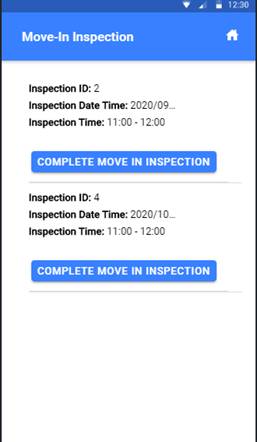 12:30
Move-In Inspection
Inspection ID: 2
Inspection Date Time: 2020/09...
Inspection Time: 11:00 - 12:00
COMPLETE MOVE IN INSPECTION
Inspection ID: 4
Inspection Date Time: 2020/10...
Inspection Time: 11:00 - 12:00
COMPLETE MOVE IN INSPECTION